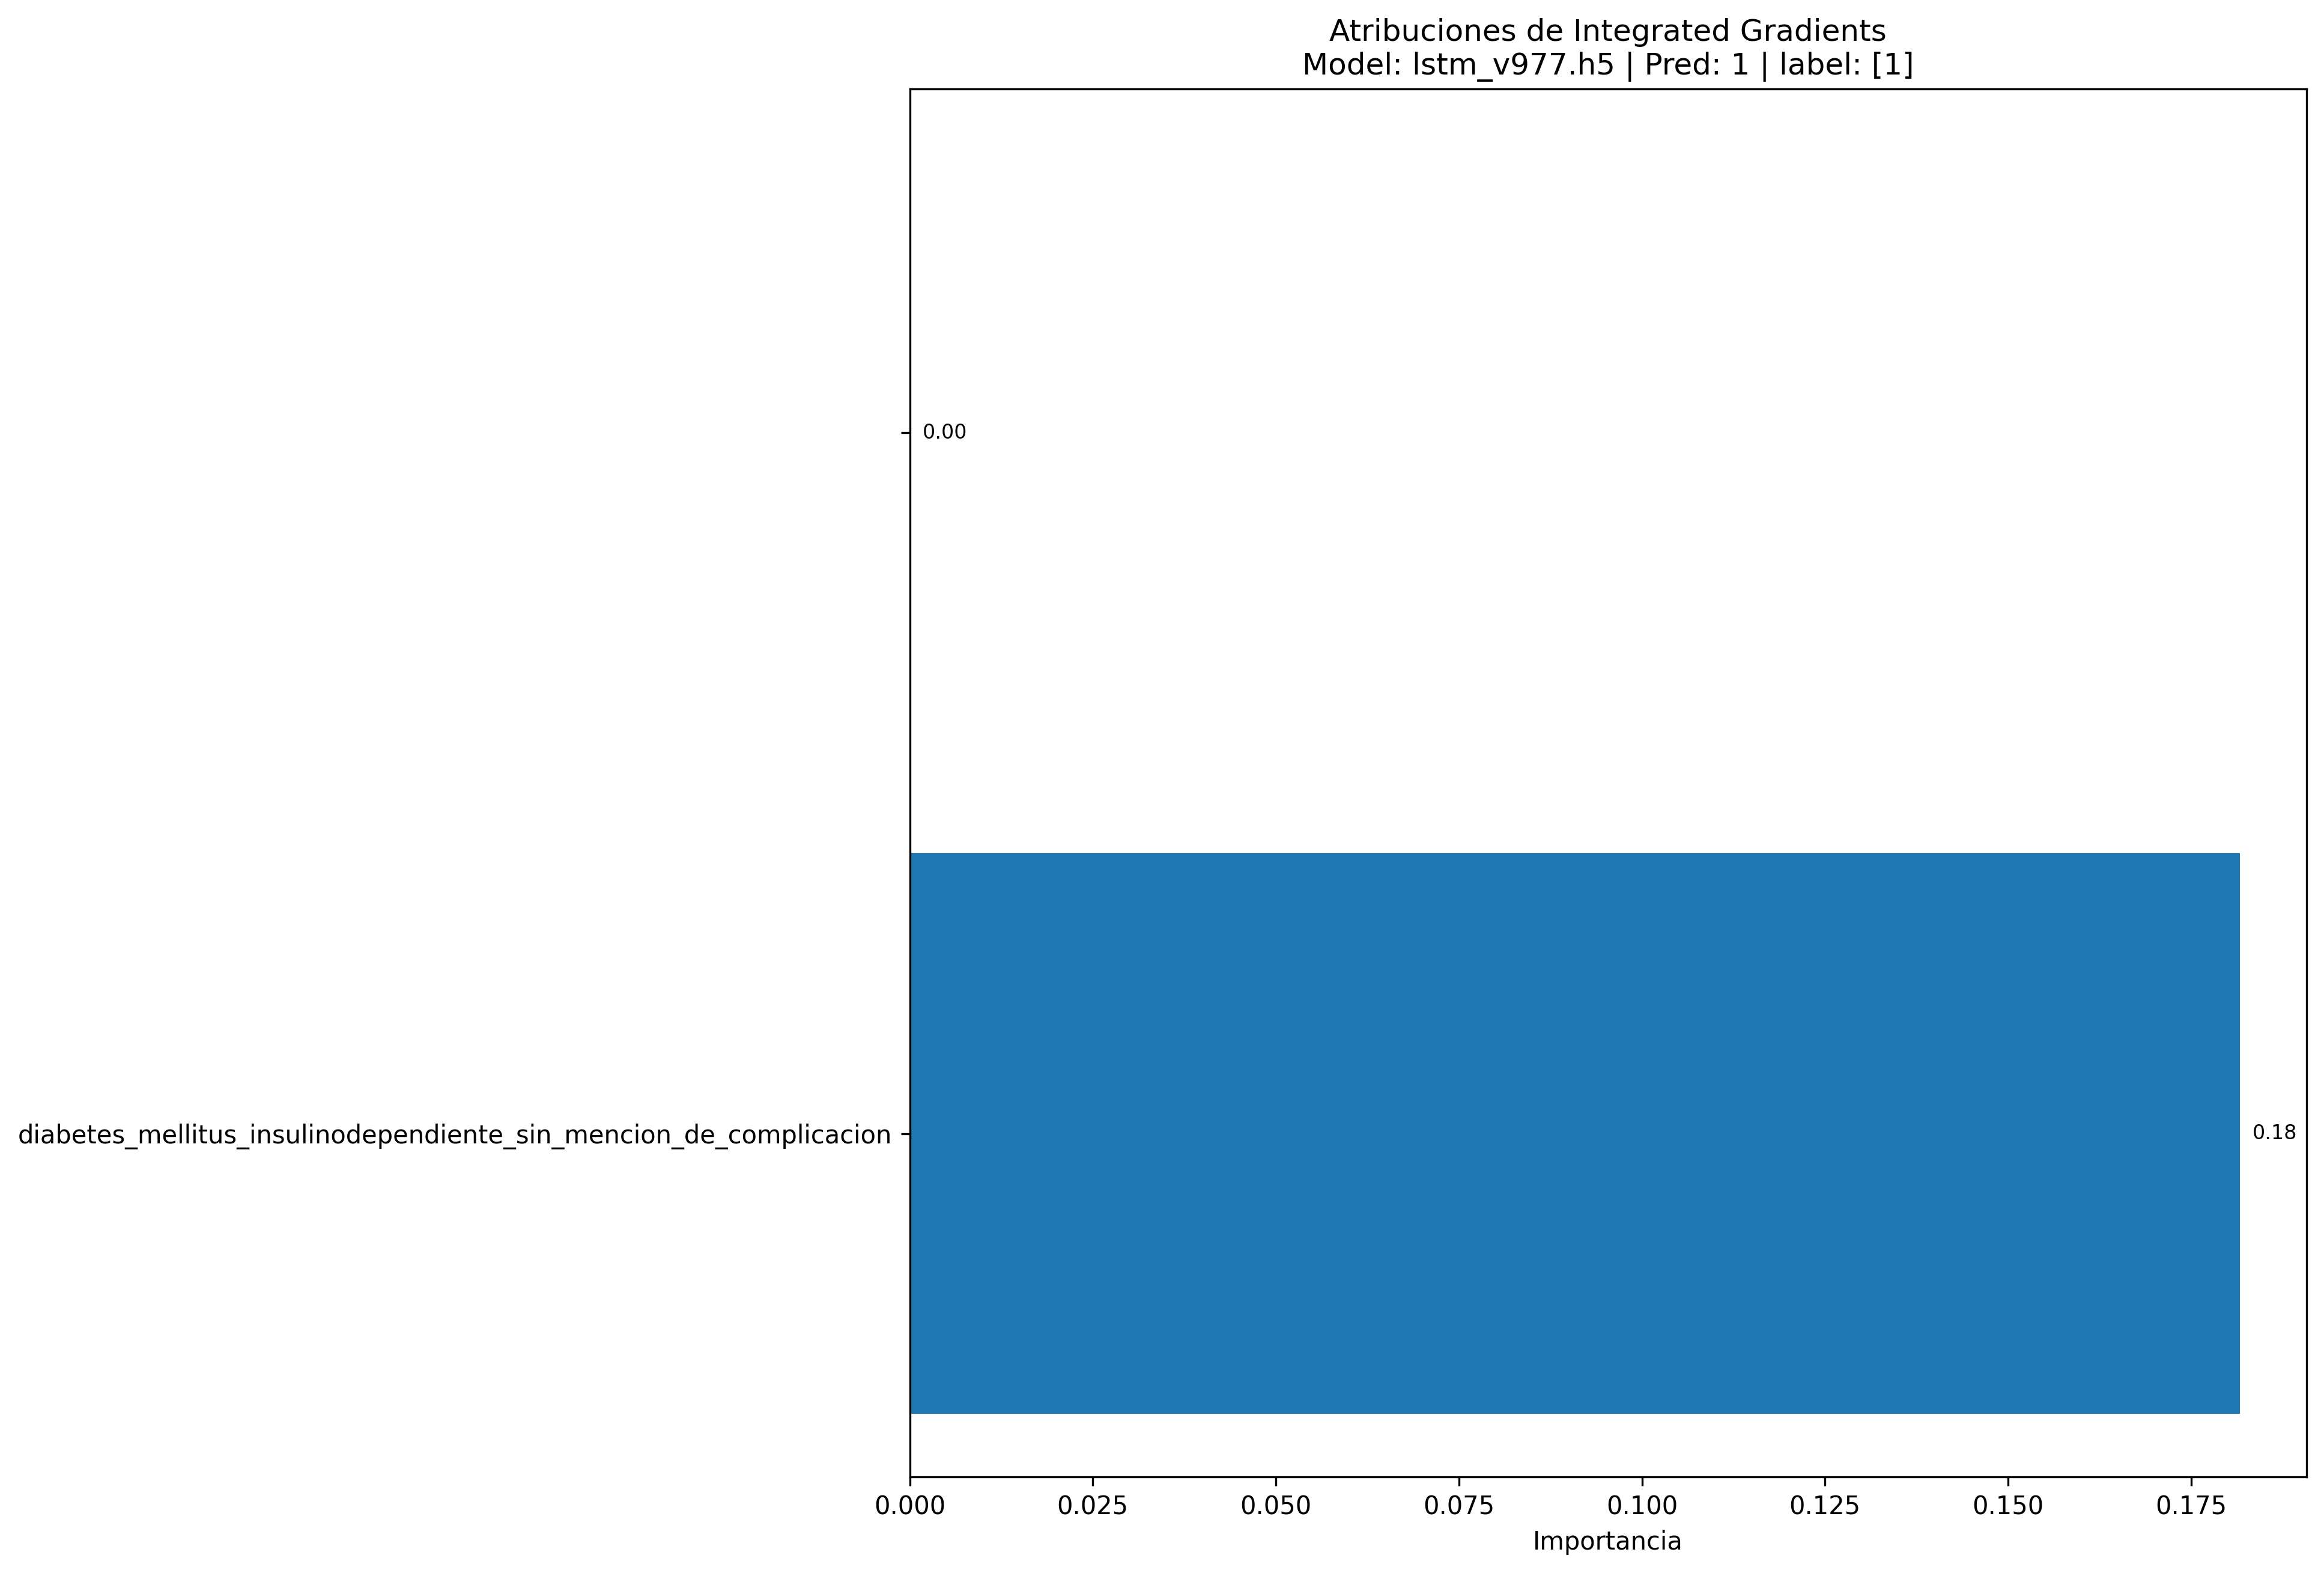 Atribuciones de Integrated Gradients
Model: lstm_v977.h5 | Pred: 1 | label: [1]
0.00
diabetes_mellitus_insulinodependiente_sin_mencion_de_complicacion
0.18
0.000 0.025 0.050 0.075 0.100 0.125 0.150 0.175
Importancia